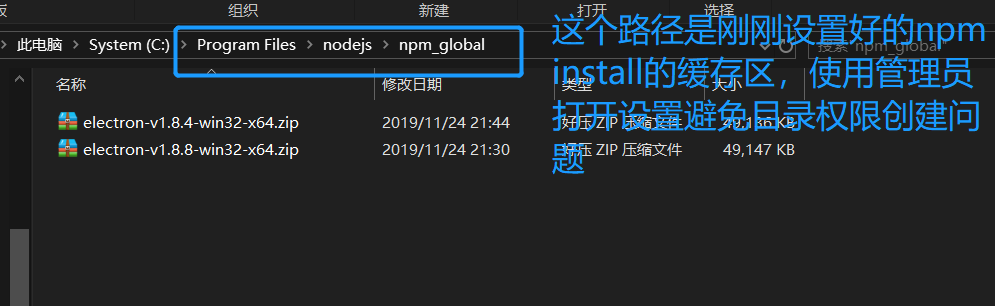 板 组织 新建 打开 选择
此电脑 System (C:) Program Files nodejs npm_global 搜索"npm_global"
这个路径是刚刚设置好的npm
install的缓存区，使用管理员
打开设置避免目录权限创建问
题
名称 修改日期 类型 大小
electron-v1.8.4-win32-x64.zip 2019/11/24 21:44 好压 ZIP 压缩文件 49,136 KB
electron-v1.8.8-win32-x64.zip 2019/11/24 21:30 好压 ZIP 压缩文件 49,147 KB